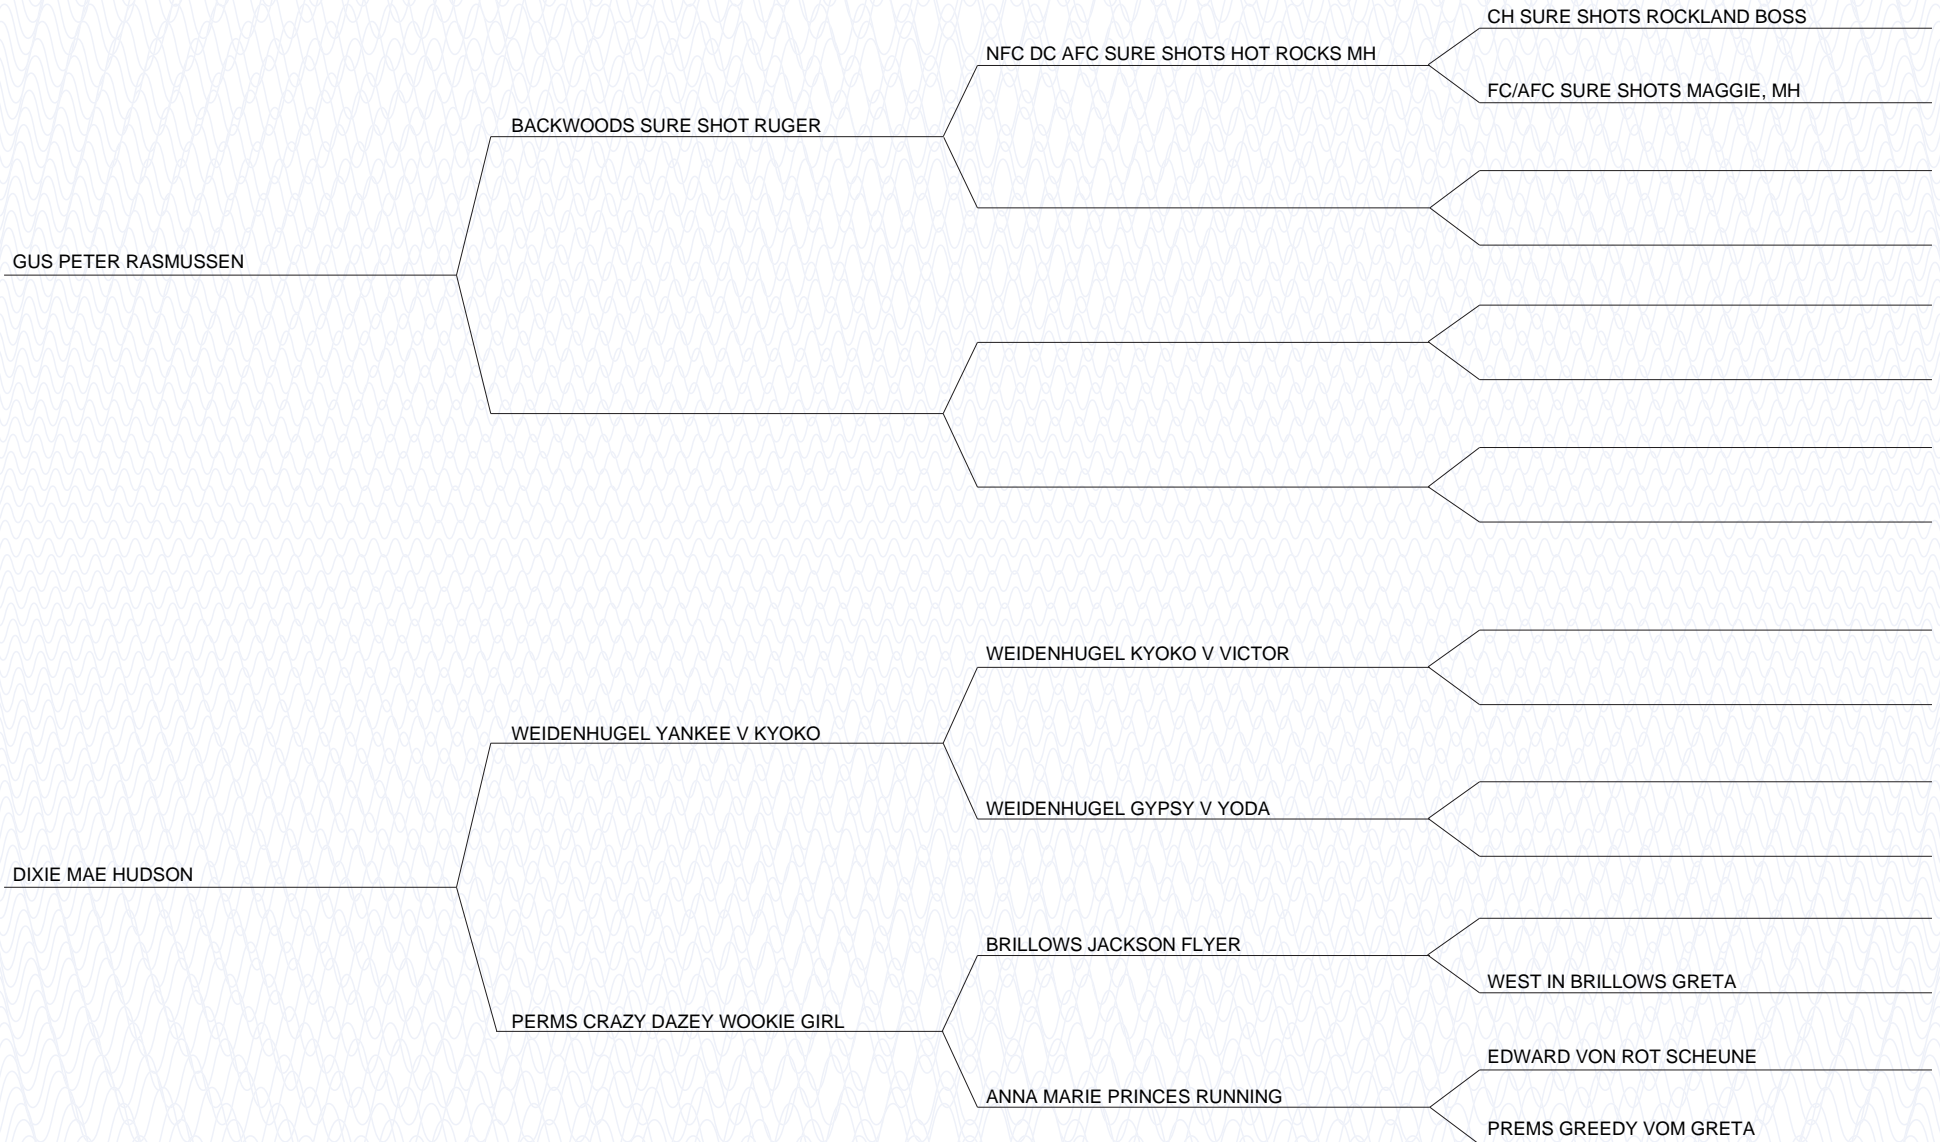 CH SURE SHOTS ROCKLAND BOSS
NFC DC AFC SURE SHOTS HOT ROCKS MH
FC/AFC SURE SHOTS MAGGIE, MH
BACKWOODS SURE SHOT RUGER
GUS PETER RASMUSSEN
WEIDENHUGEL KYOKO V VICTOR
WEIDENHUGEL YANKEE V KYOKO
WEIDENHUGEL GYPSY V YODA
DIXIE MAE HUDSON
BRILLOWS JACKSON FLYER
WEST IN BRILLOWS GRETA
PERMS CRAZY DAZEY WOOKIE GIRL
EDWARD VON ROT SCHEUNE
ANNA MARIE PRINCES RUNNING
PREMS GREEDY VOM GRETA